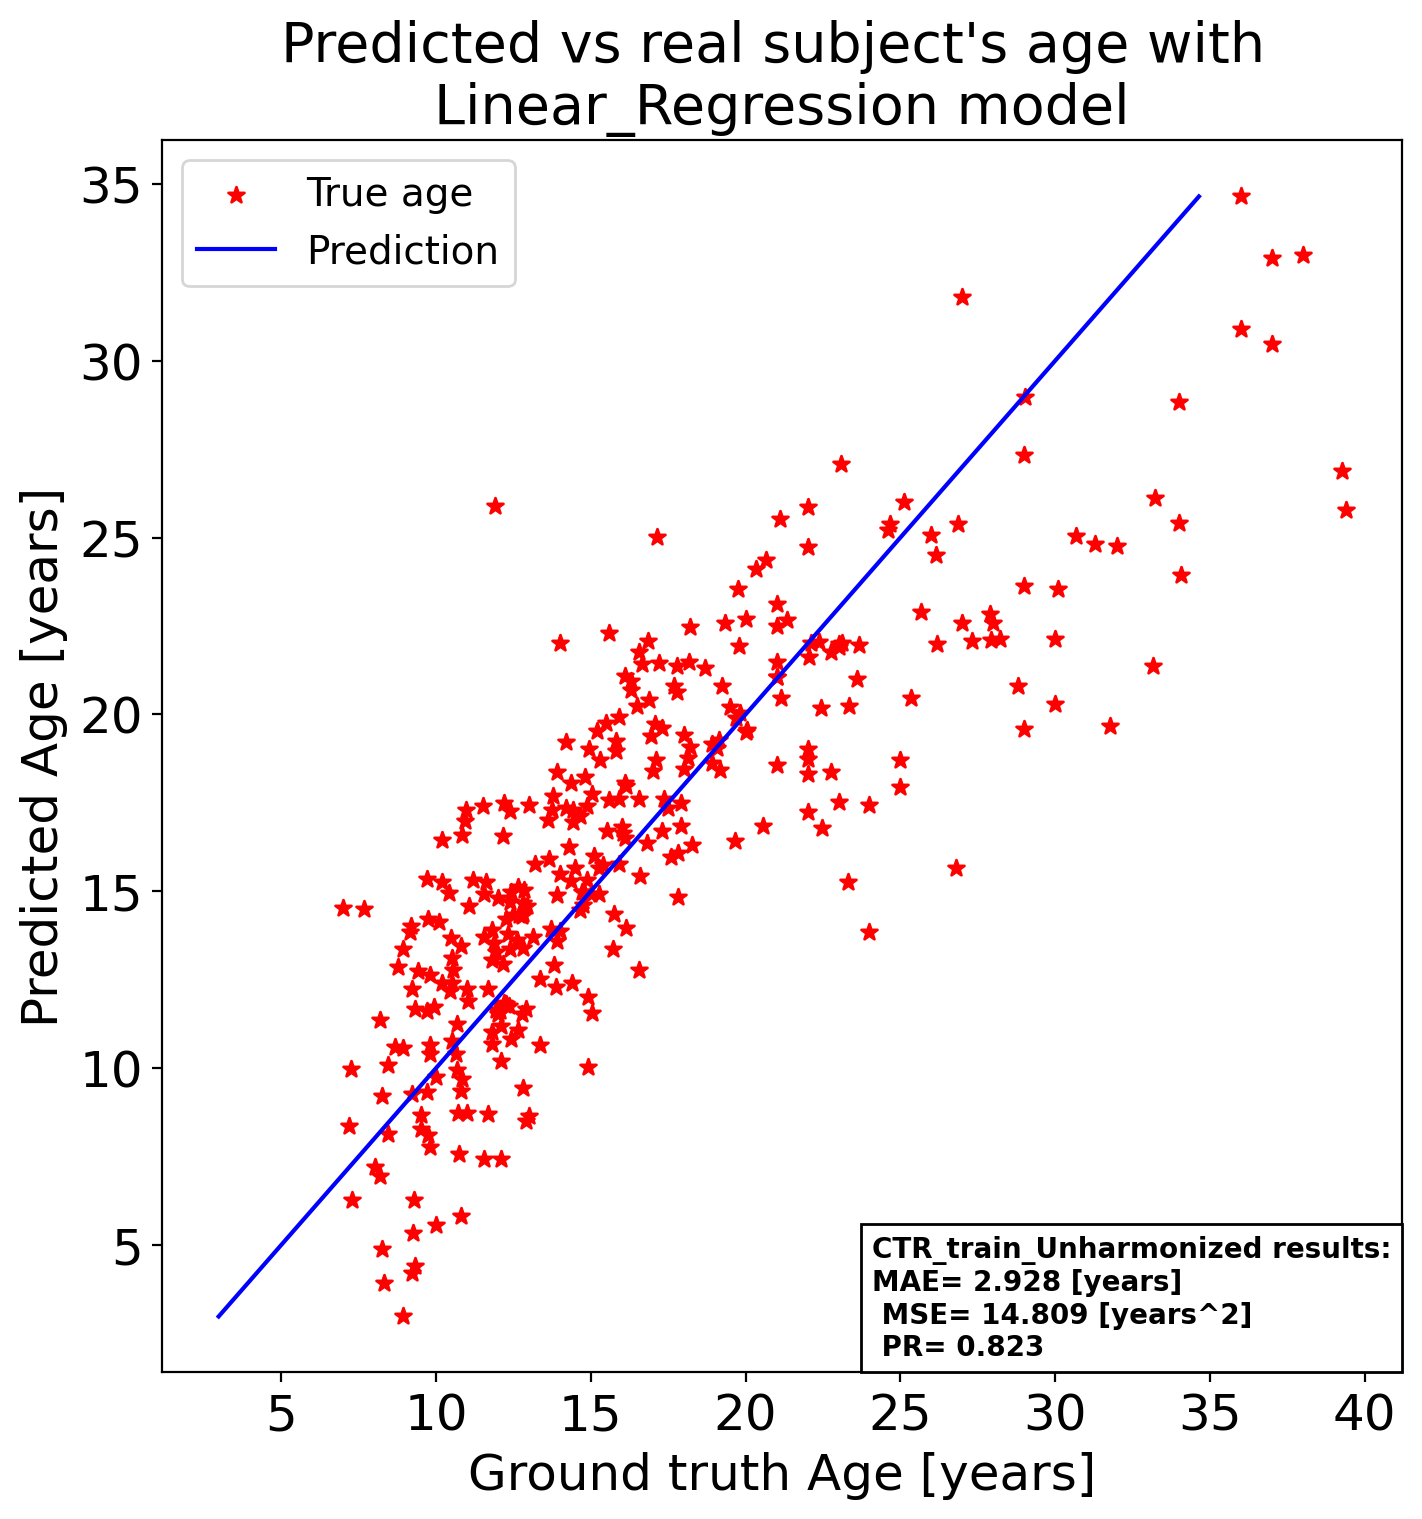 Predicted vs real subject's age with
Linear_Regression model
True age
Prediction
35
30
25
20
15
10
5
Predicted Age [years]
5 10 15 20 25 30 35 40
Ground truth Age [years]
CTR_train_Unharmonized results:
MAE= 2.928 [years]
MSE= 14.809 [years^2]
PR= 0.823